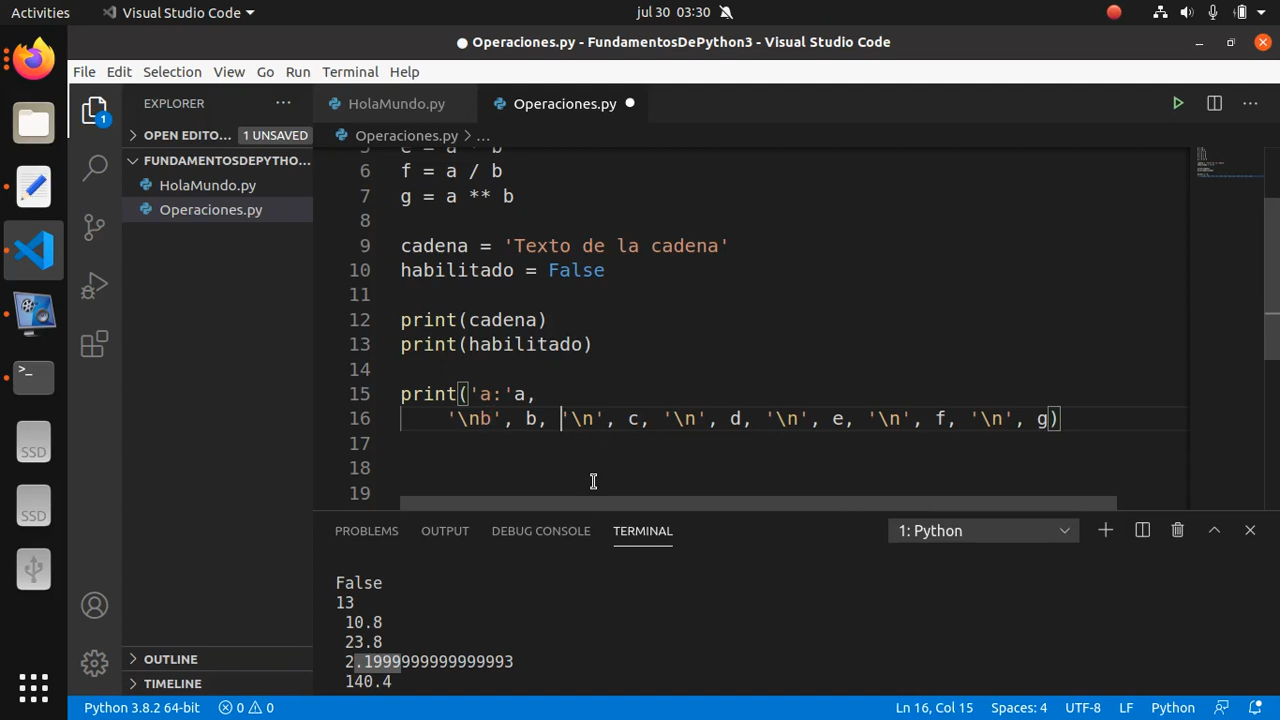 Activities
Visual Studio Code
jul 30 03:30
Operaciones.py - FundamentosDePython3 - Visual Studio Code
File Edit Selection View Go Run Terminal Help
EXPLORER
HolaMundo.py
Operaciones.py
OPEN EDITO...
1 UNSAVED
Operaciones.py > ...
FUNDAMENTOSDEPYTHO...
HolaMundo.py
Operaciones.py
6 f = a / b
7 g = a ** b
8
9 cadena = 'Texto de la cadena'
10 habilitado = False
11
12 print(cadena)
13 print(habilitado)
14
15 print('a:'a,
16 '\nb', b, '\n', c, '\n', d, '\n', e, '\n', f, '\n', g)
17
18
19
PROBLEMS OUTPUT DEBUG CONSOLE TERMINAL
1: Python
False
13
10.8
23.8
2.1999999999999993
140.4
SSD
SSD
OUTLINE
TIMELINE
Python 3.8.2 64-bit
0 0
Ln 16, Col 15
Spaces: 4
UTF-8
LF
Python
1